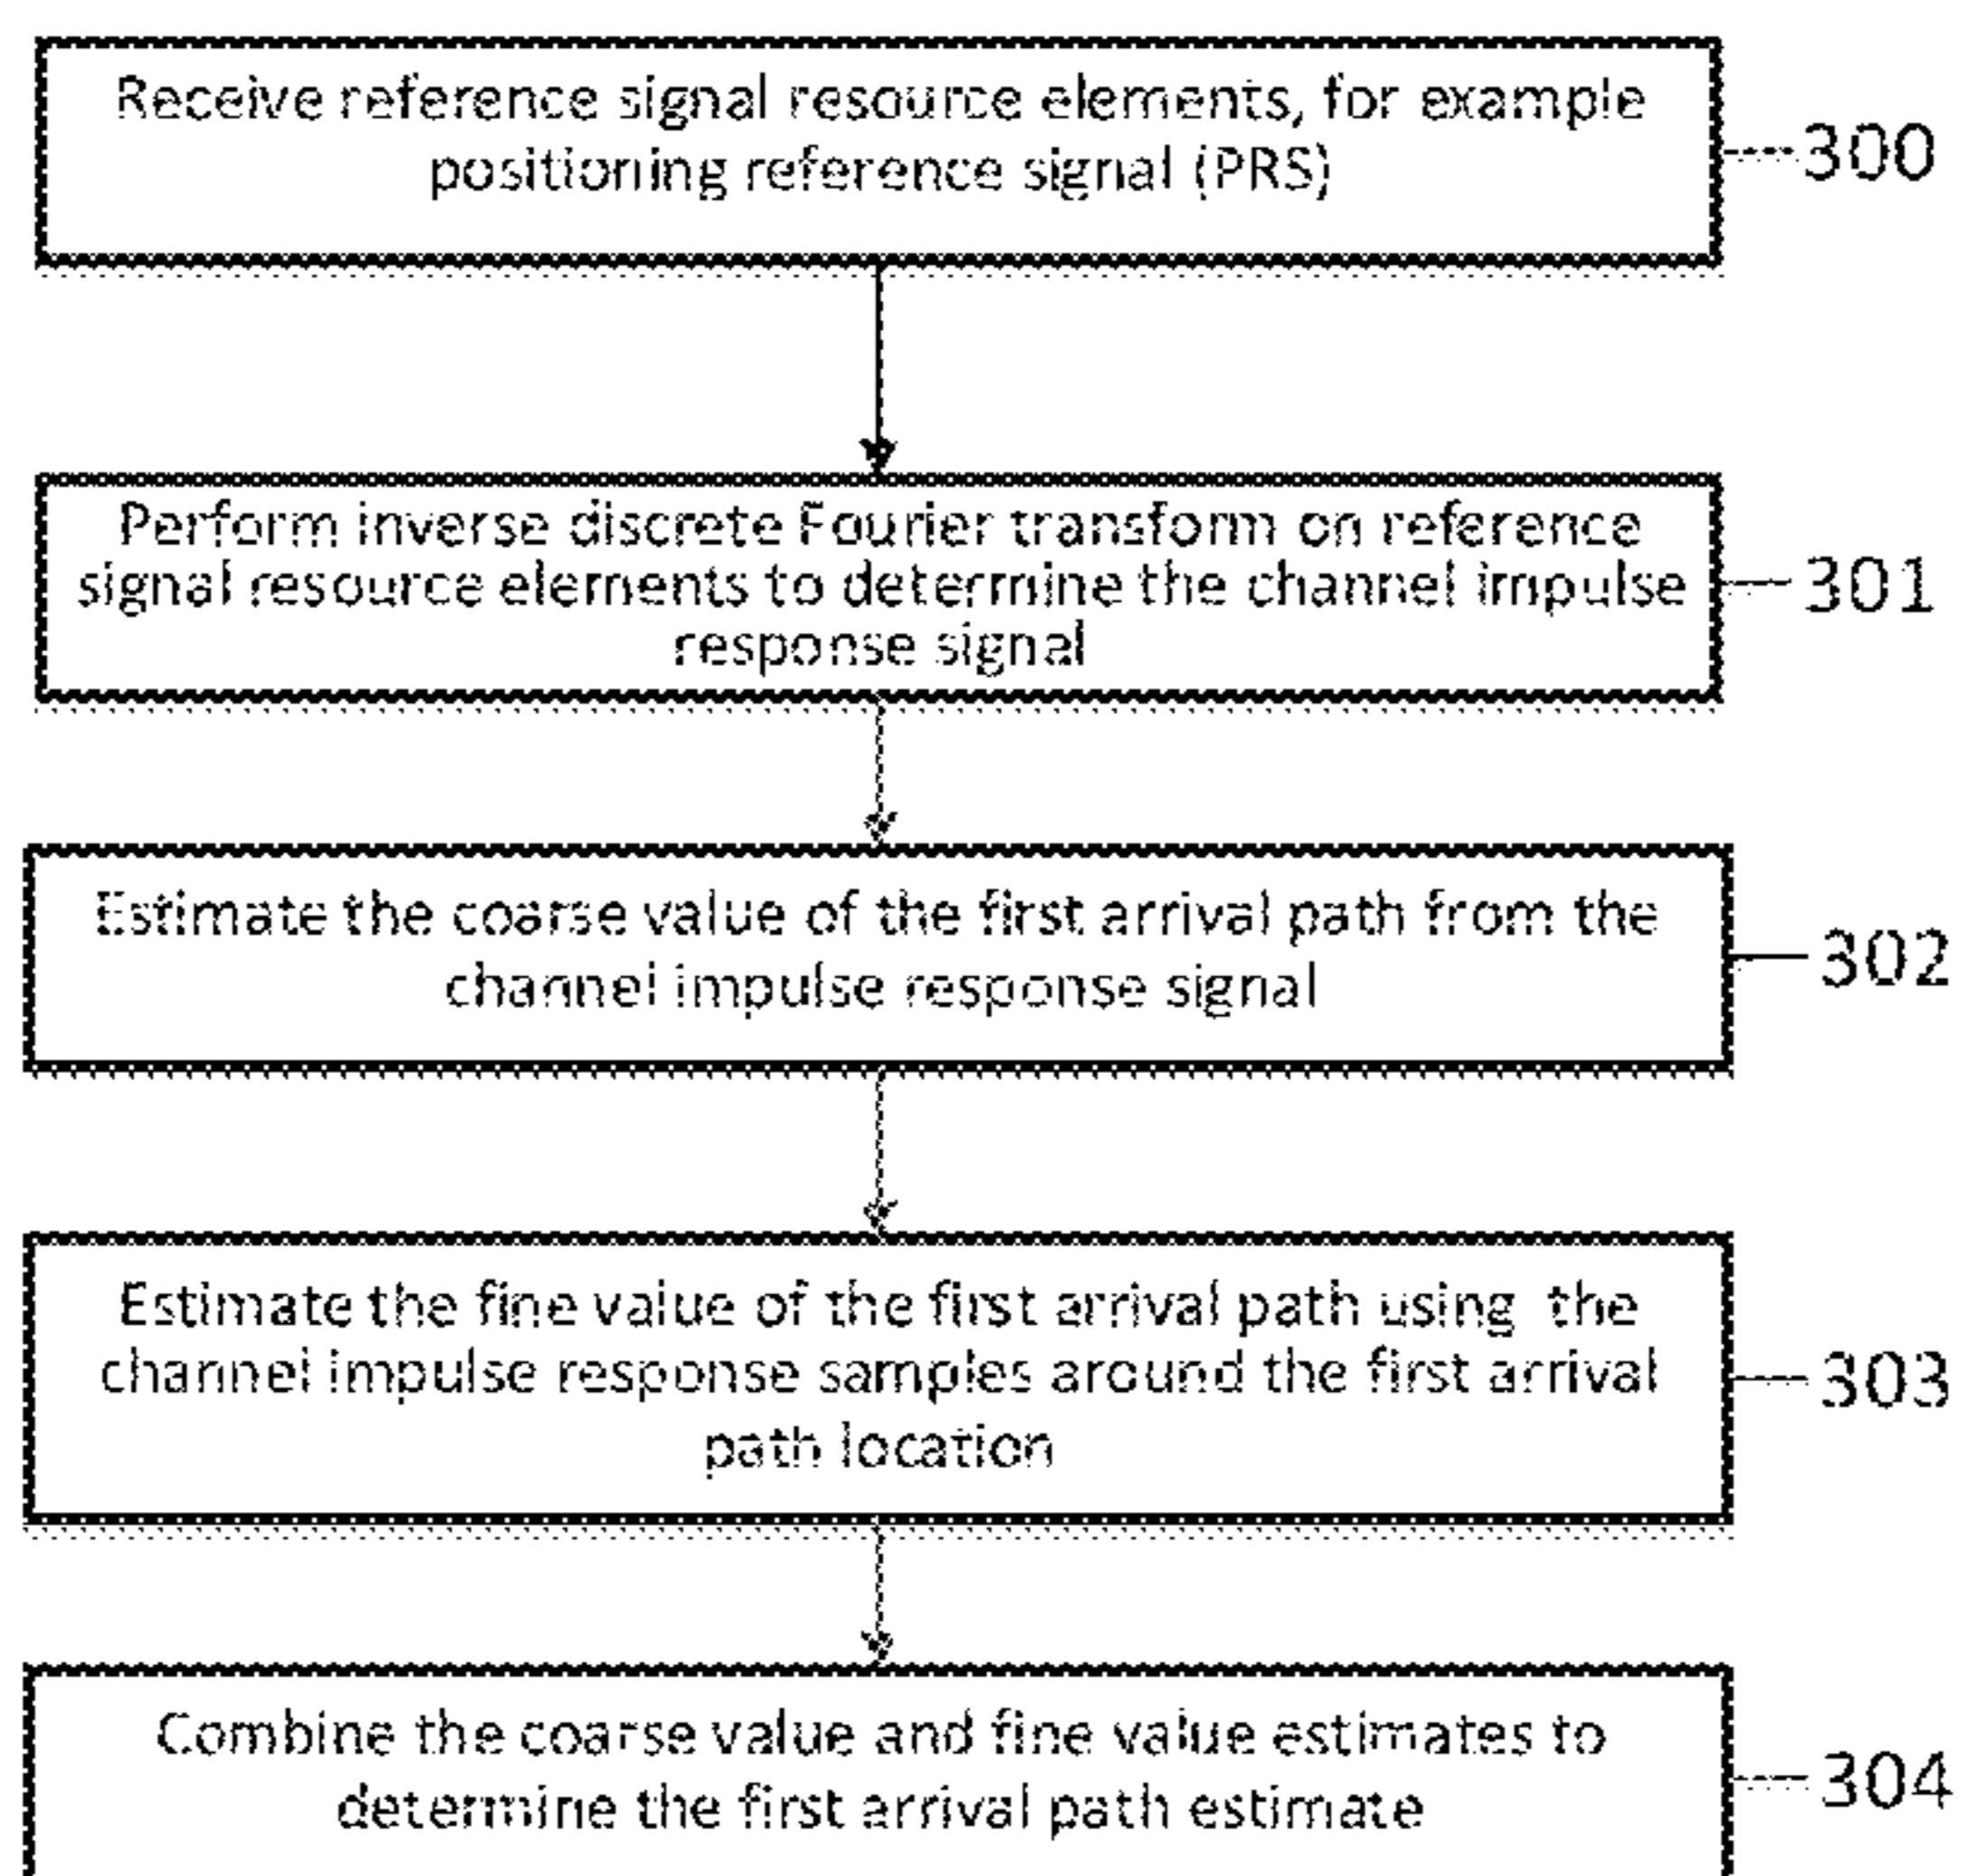 Receive reference signal resource elements, for example
positioning reference signal (PRS)
300
Perform inverse discrete Fourier transform on reference
signal resource elements to determine the channel impulse
response signal
301
Estimate the coarse value of the first arrival path from the
channel impulse response signal
302
Estimate the fine value of the first arrival path using the
channel impulse response samples around the first arrival
path location
303
Combine the coarse value and fine value estimates to
determine the first arrival path estimate
304